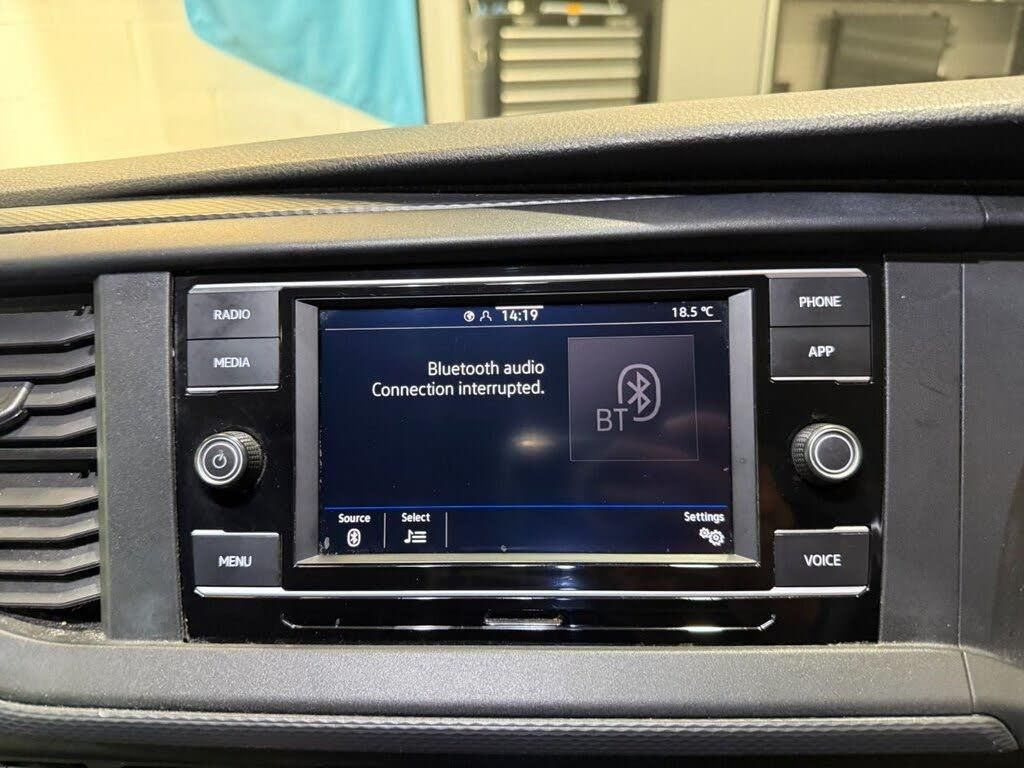 RADIO
MEDIA
MENU
14:19
18.5 °C
Bluetooth audio
Connection interrupted.
BT
Source
Select
Settings
PHONE
APP
VOICE